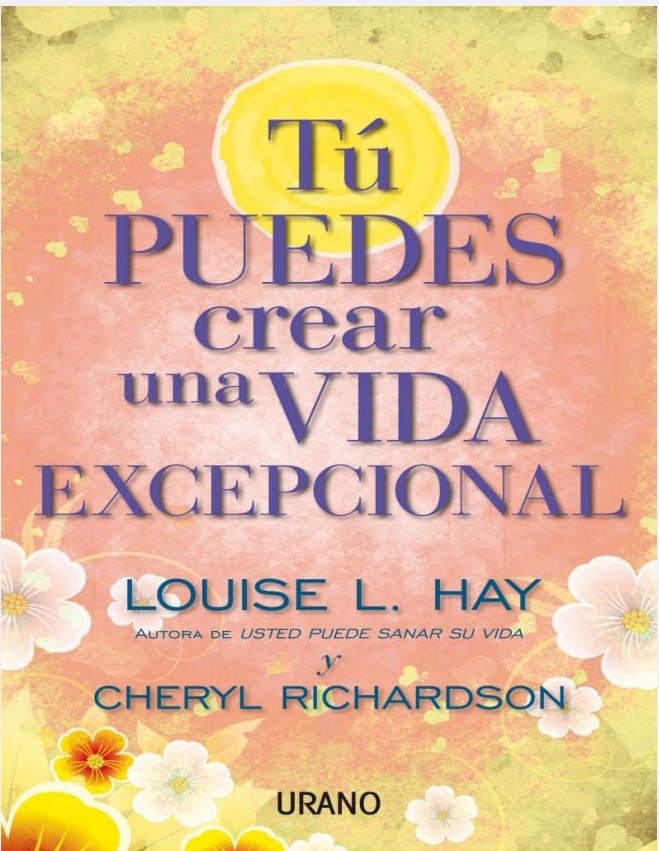 Tú
PUEDES
crear
una VIDA
EXCEPCIONAL
LOUISE L. HAY
AUTORA DE USTED PUEDE SANAR SU VIDA
y
CHERYL RICHARDSON
URANO